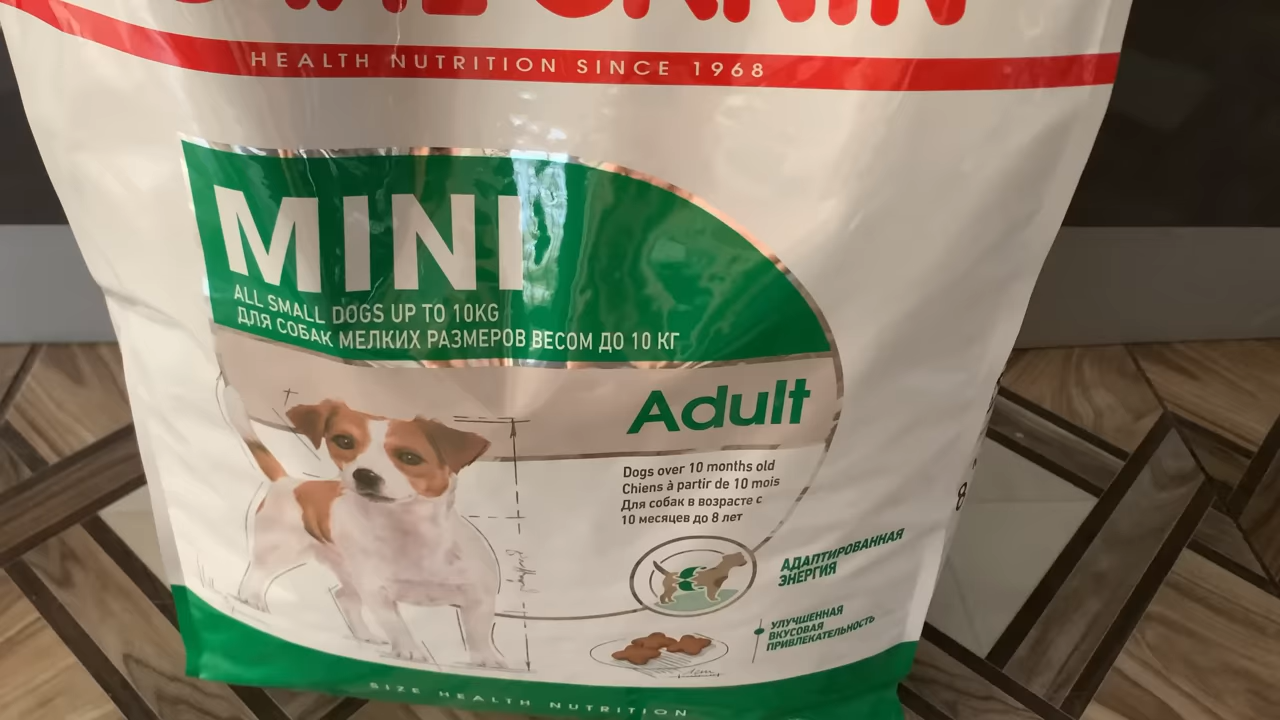 HEALTH NUTRITION SINCE 1968
MINI
ALL SMALL DOGS UP TO 10KG
ДЛЯ СОБАК МЕЛКИХ РАЗМЕРОВ ВЕСОМ ДО 10 КГ
Adult
Dogs over 10 months old
Chiens à partir de 10 mois
Для собак в возрасте с
10 месяцев до 8 лет
АДАПТИРОВАННАЯ
ЭНЕРГИЯ
УЛУЧШЕННАЯ
ВКУСОВАЯ
ПРИВЛЕКАТЕЛЬНОСТЬ
SIZE HEALTH NUTRITION